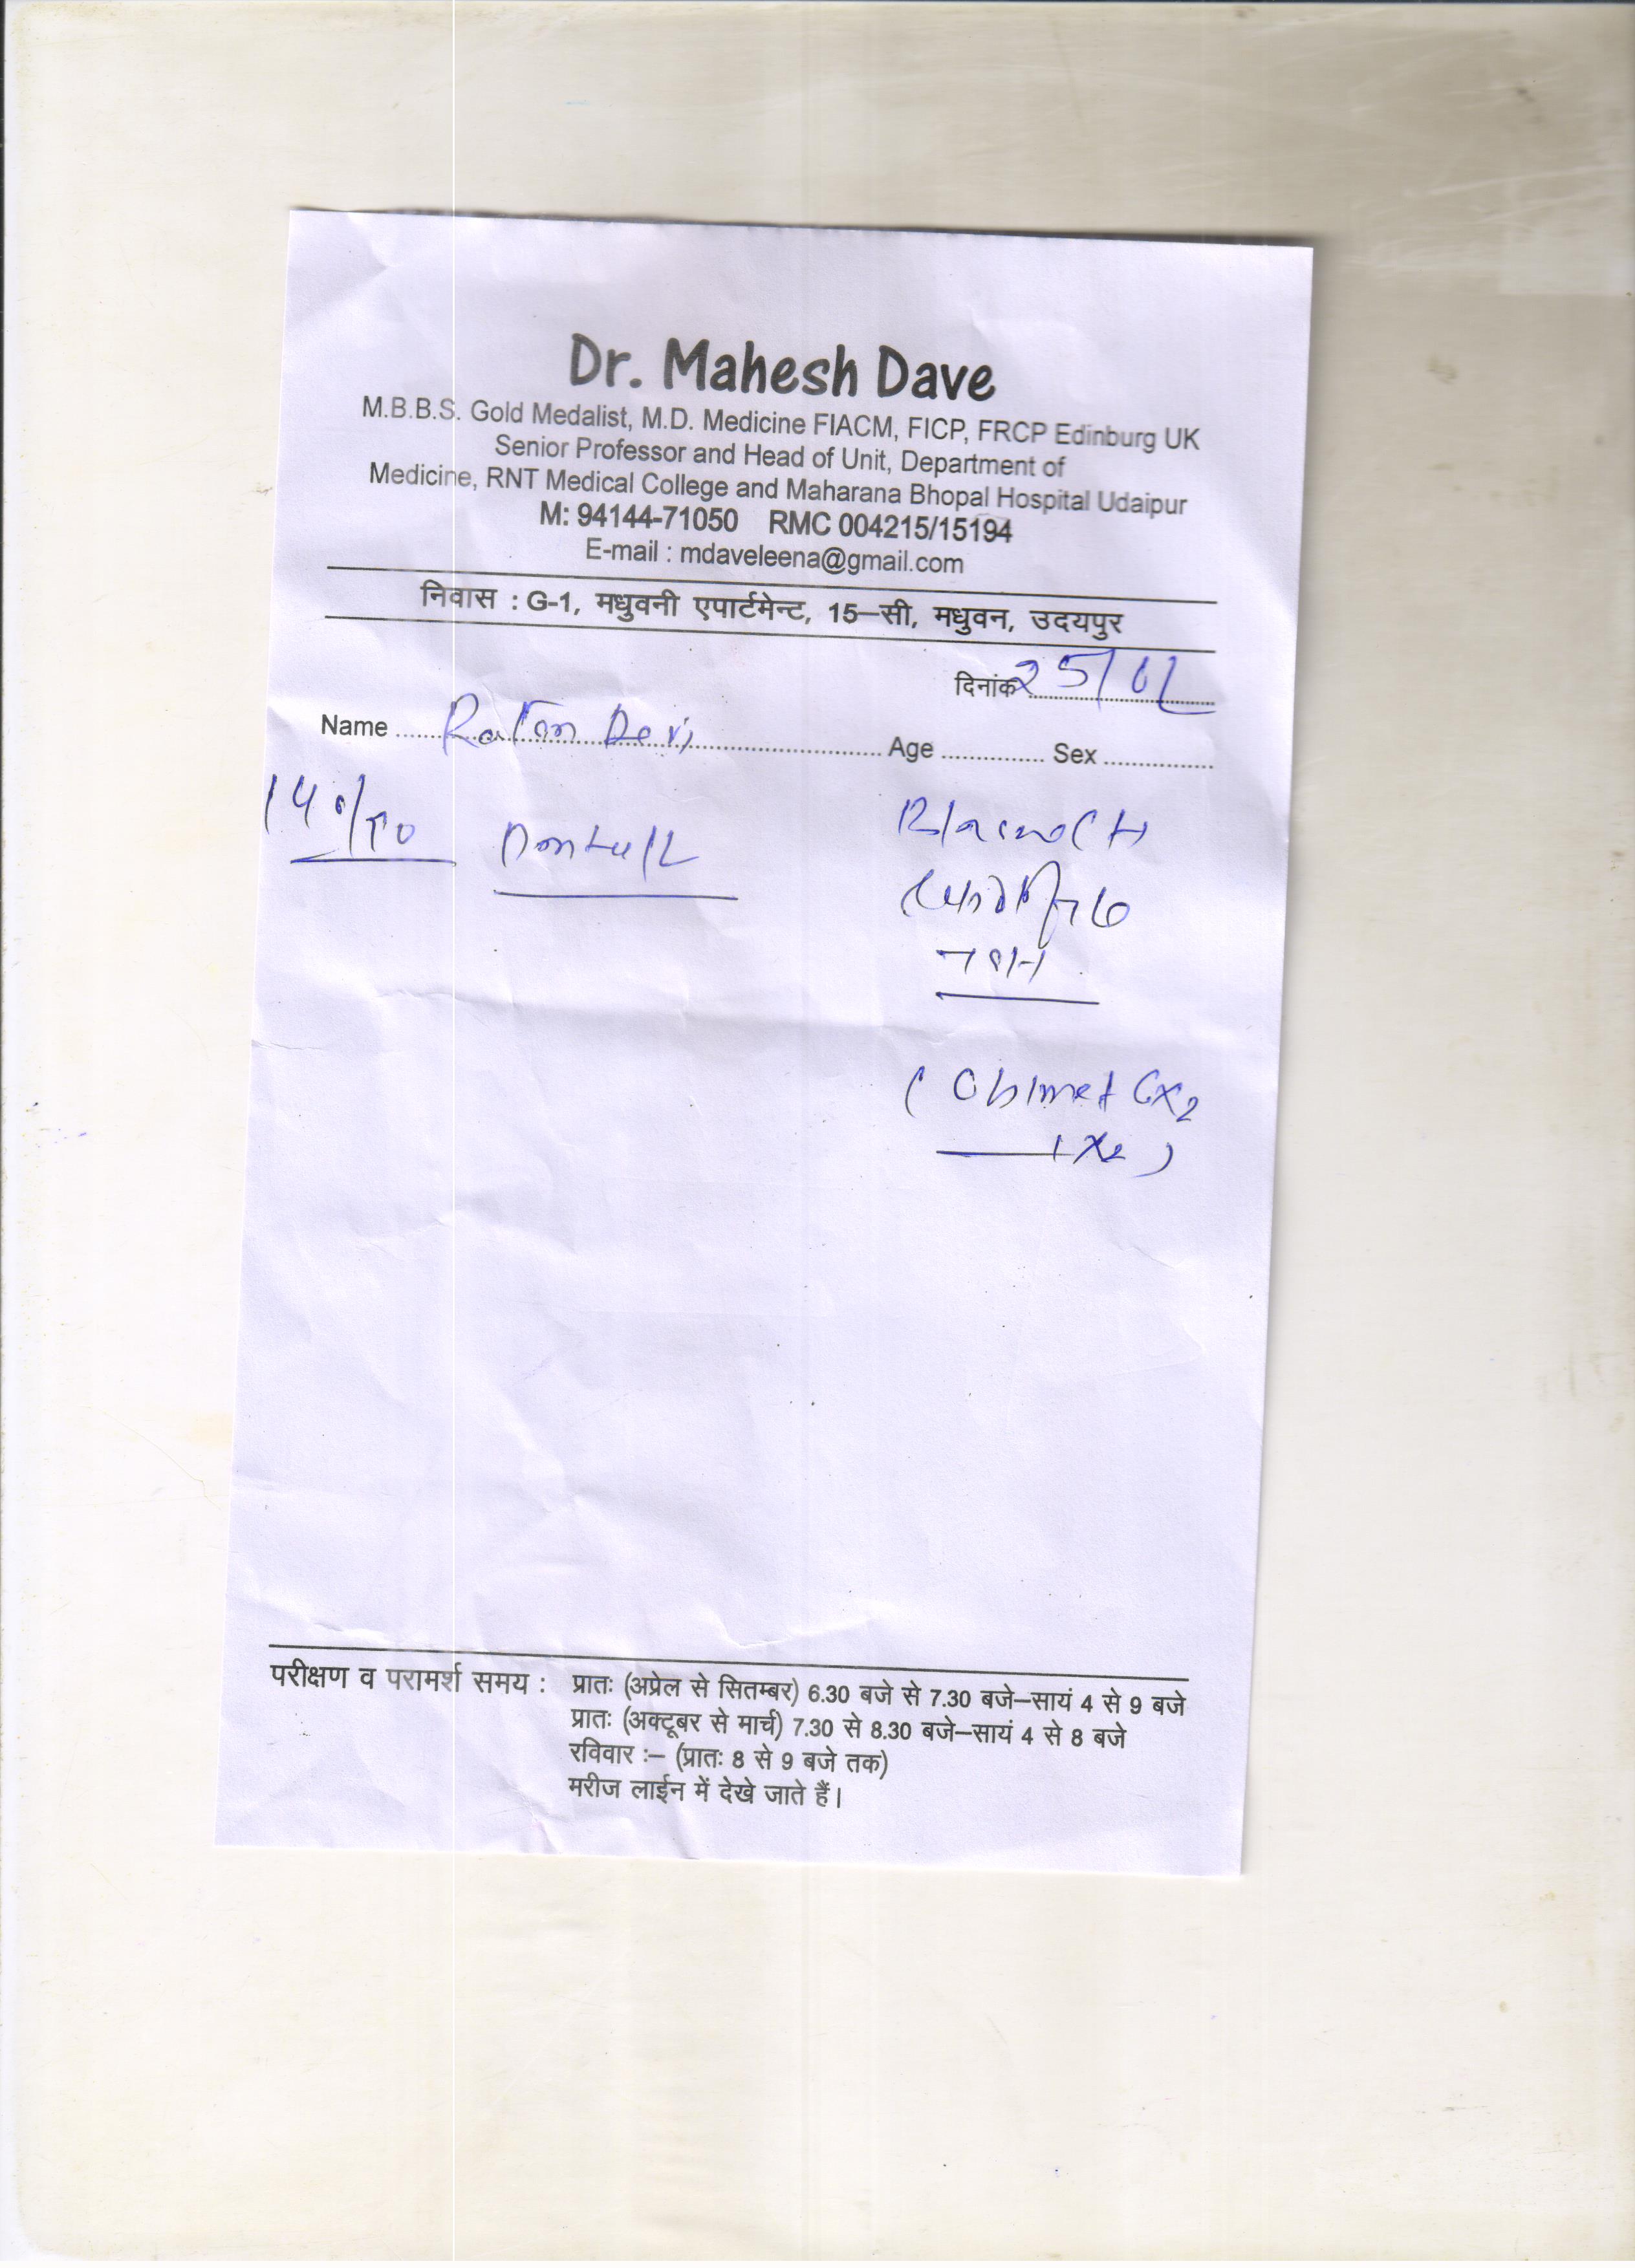 Dr. Mahesh Dave
M.B.B.S. Gold Medalist, M.D. Medicine FIACM, FICP, FRCP Edinburg UK
Senior Professor and Head of Unit, Department of
Medicine, RNT Medical College and Maharana Bhopal Hospital Udaipur
M: 94144-71050 RMC 004215/15194
E-mail : mdaveleena@gmail.com
निवास : G-1, मधुवनी एपार्टमेन्ट, 15–सी, मधुवन, उदयपुर
दिनांक 25/
Name Ratan Devi Age Sex
TSH
परीक्षण व परामर्श समय : प्रातः (अप्रेल से सितम्बर) 6.30 बजे से 7.30 बजे–सायं 4 से 9 बजे
प्रातः (अक्टूबर से मार्च) 7.30 से 8.30 बजे–सायं 4 से 8 बजे
रविवार :– (प्रातः 8 से 9 बजे तक)
मरीज लाईन में देखे जाते हैं।